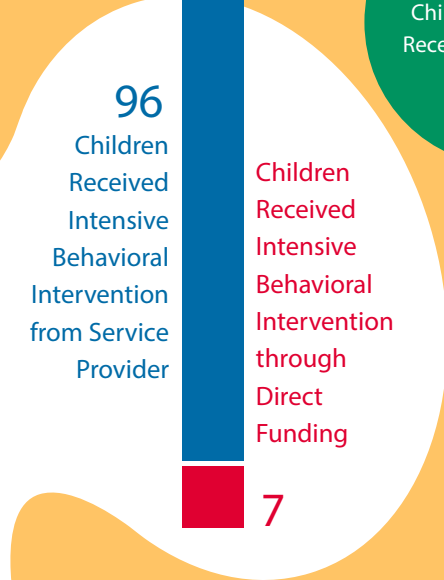 96
Children
Received
Intensive
Behavioral
Intervention
from Service
Provider
Children
Received
Intensive
Behavioral
Intervention
through
Direct
Funding
7